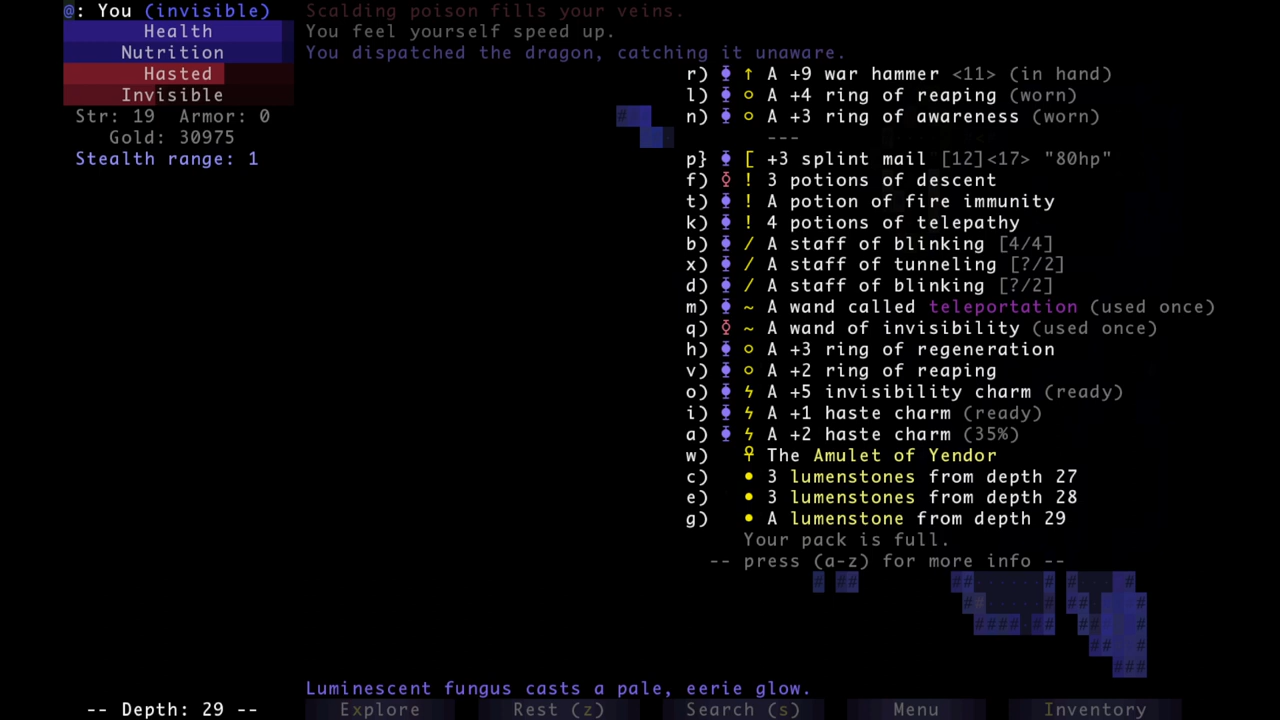 @: You (invisible)
Health
Nutrition
Hasted
Invisible
Str: 19 Armor: 0
Gold: 30975
Stealth range: 1
Scalding poison fills your veins.
You feel yourself speed up.
You dispatched the dragon, catching it unaware.
r) ↑ A +9 war hammer <11> (in hand)
l) ○ A +4 ring of reaping (worn)
n) ○ A +3 ring of awareness (worn)
---
p} [ +3 splint mail [12]<17> "80hp"
f) ! 3 potions of descent
t) ! A potion of fire immunity
k) ! 4 potions of telepathy
b) / A staff of blinking [4/4]
x) / A staff of tunneling [?/2]
d) / A staff of blinking [?/2]
m) ~ A wand called teleportation (used once)
q) ~ A wand of invisibility (used once)
h) ○ A +3 ring of regeneration
v) ○ A +2 ring of reaping
o) ϟ A +5 invisibility charm (ready)
i) ϟ A +1 haste charm (ready)
a) ϟ A +2 haste charm (35%)
w) ♀ The Amulet of Yendor
c) • 3 lumenstones from depth 27
e) • 3 lumenstones from depth 28
g) • A lumenstone from depth 29
Your pack is full.
-- press (a-z) for more info --
Luminescent fungus casts a pale, eerie glow.
-- Depth: 29 --
Explore
Rest (z)
Search (s)
Menu
Inventory